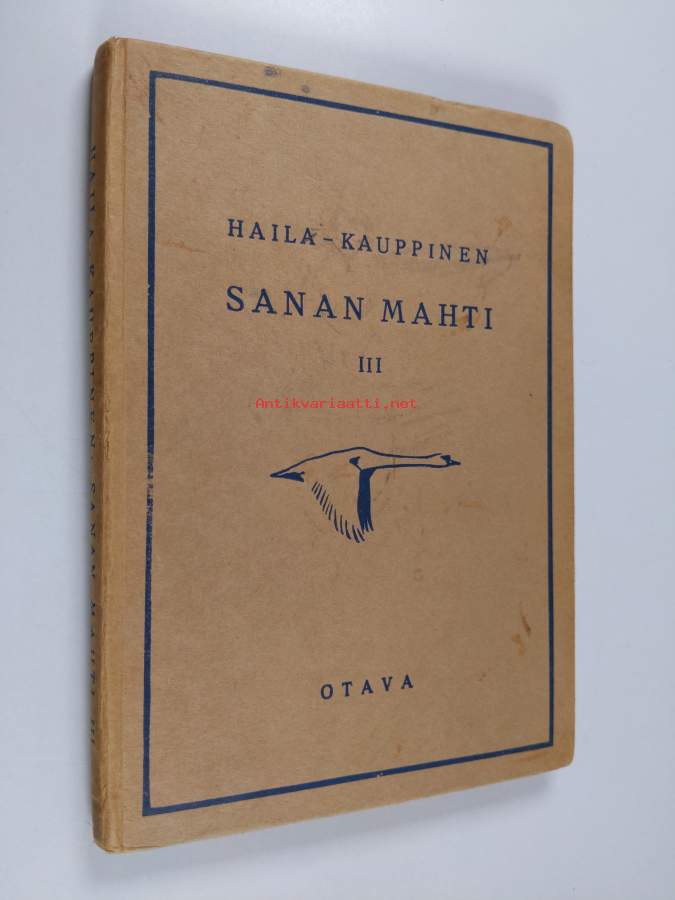 HAILA - KAUPPINEN
SANAN MAHTI
III
Antikvariaatti.net
OTAVA
HAILA-KAUPPINEN: SANAN MAHTI III